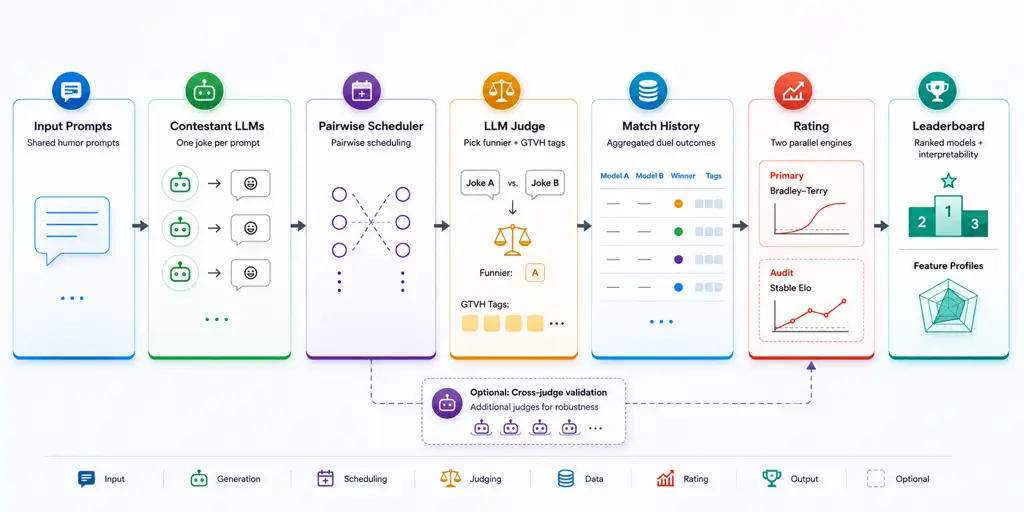 Input Prompts
Shared humor prompts
Contestant LLMs
One joke per prompt
Pairwise Scheduler
Pairwise scheduling
LLM Judge
Pick funnier + GTVH tags
Joke A vs. Joke B
Funnier: A
GTVH Tags:
Match History
Aggregated duel outcomes
Model A Model B Winner Tags
Rating
Two parallel engines
Primary
Bradley–Terry
Audit
Stable Elo
Leaderboard
Ranked models +
interpretability
2 1 3
Feature Profiles
Optional: Cross-judge validation
Additional judges for robustness
Input Generation Scheduling Judging Data Rating Output Optional